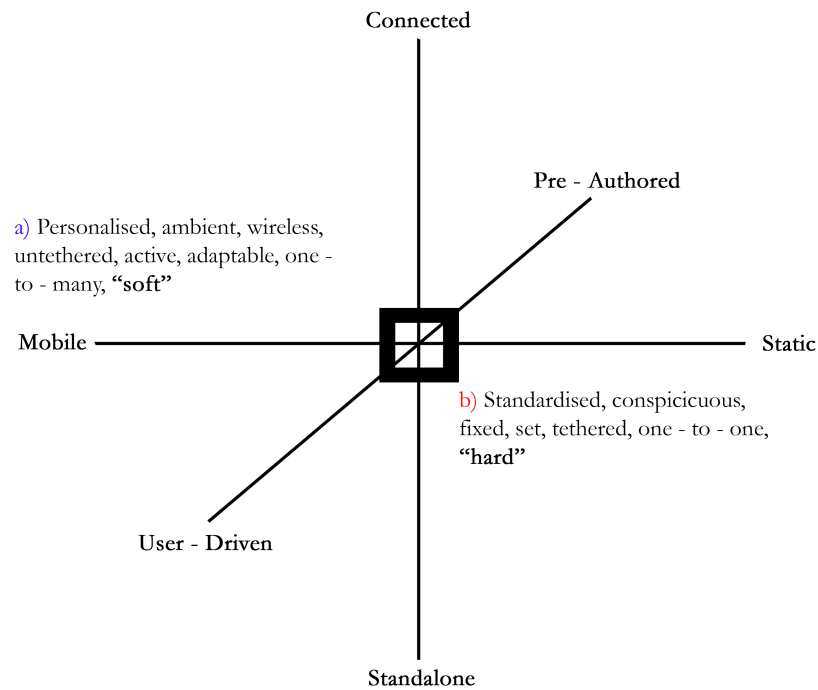 Connected
Pre - Authored
a) Personalised, ambient, wireless,
untethered, active, adaptable, one -
to - many, “soft”
Mobile
Static
b) Standardised, conspicicuous,
fixed, set, tethered, one - to - one,
“hard”
User - Driven
Standalone